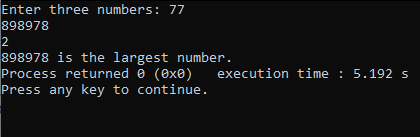 Enter three numbers: 77
898978
2
898978 is the largest number.
Process returned 0 (0x0)   execution time : 5.192 s
Press any key to continue.